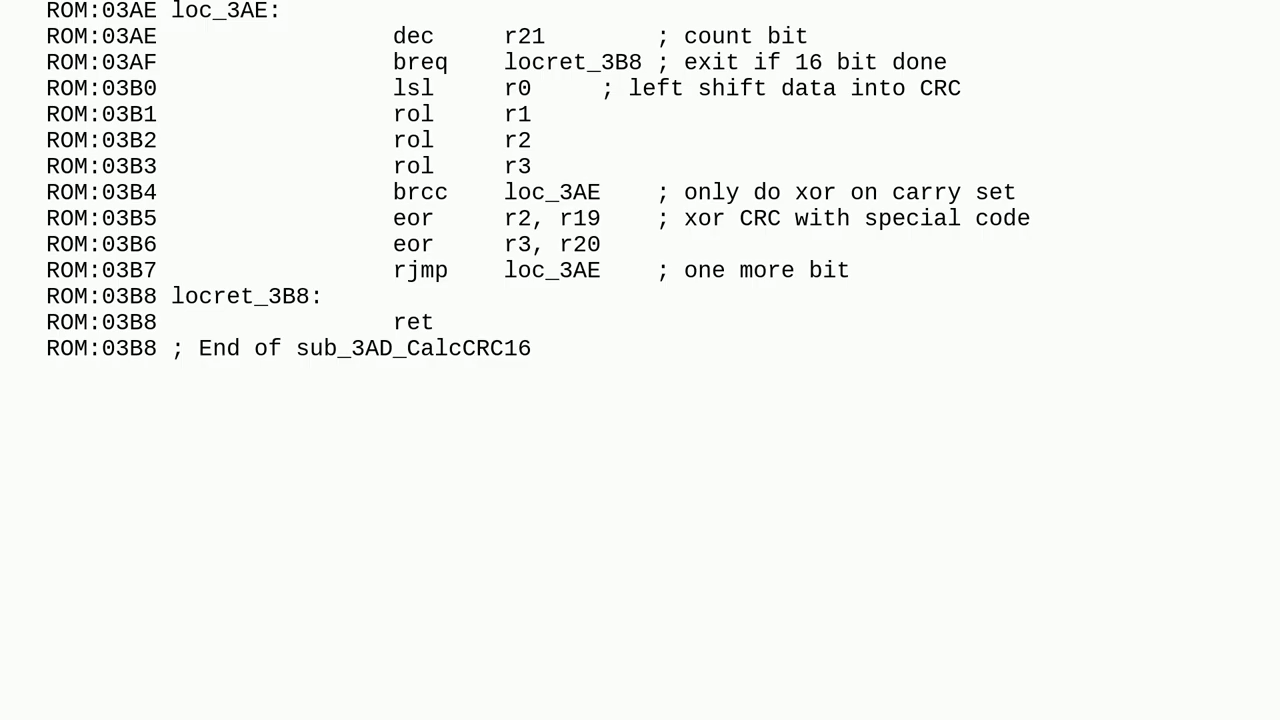 ROM:03AE loc_3AE:
ROM:03AE                 dec     r21        ; count bit
ROM:03AF                 breq    locret_3B8 ; exit if 16 bit done
ROM:03B0                 lsl     r0     ; left shift data into CRC
ROM:03B1                 rol     r1
ROM:03B2                 rol     r2
ROM:03B3                 rol     r3
ROM:03B4                 brcc    loc_3AE    ; only do xor on carry set
ROM:03B5                 eor     r2, r19    ; xor CRC with special code
ROM:03B6                 eor     r3, r20
ROM:03B7                 rjmp    loc_3AE    ; one more bit
ROM:03B8 locret_3B8:
ROM:03B8                 ret
ROM:03B8 ; End of sub_3AD_CalcCRC16